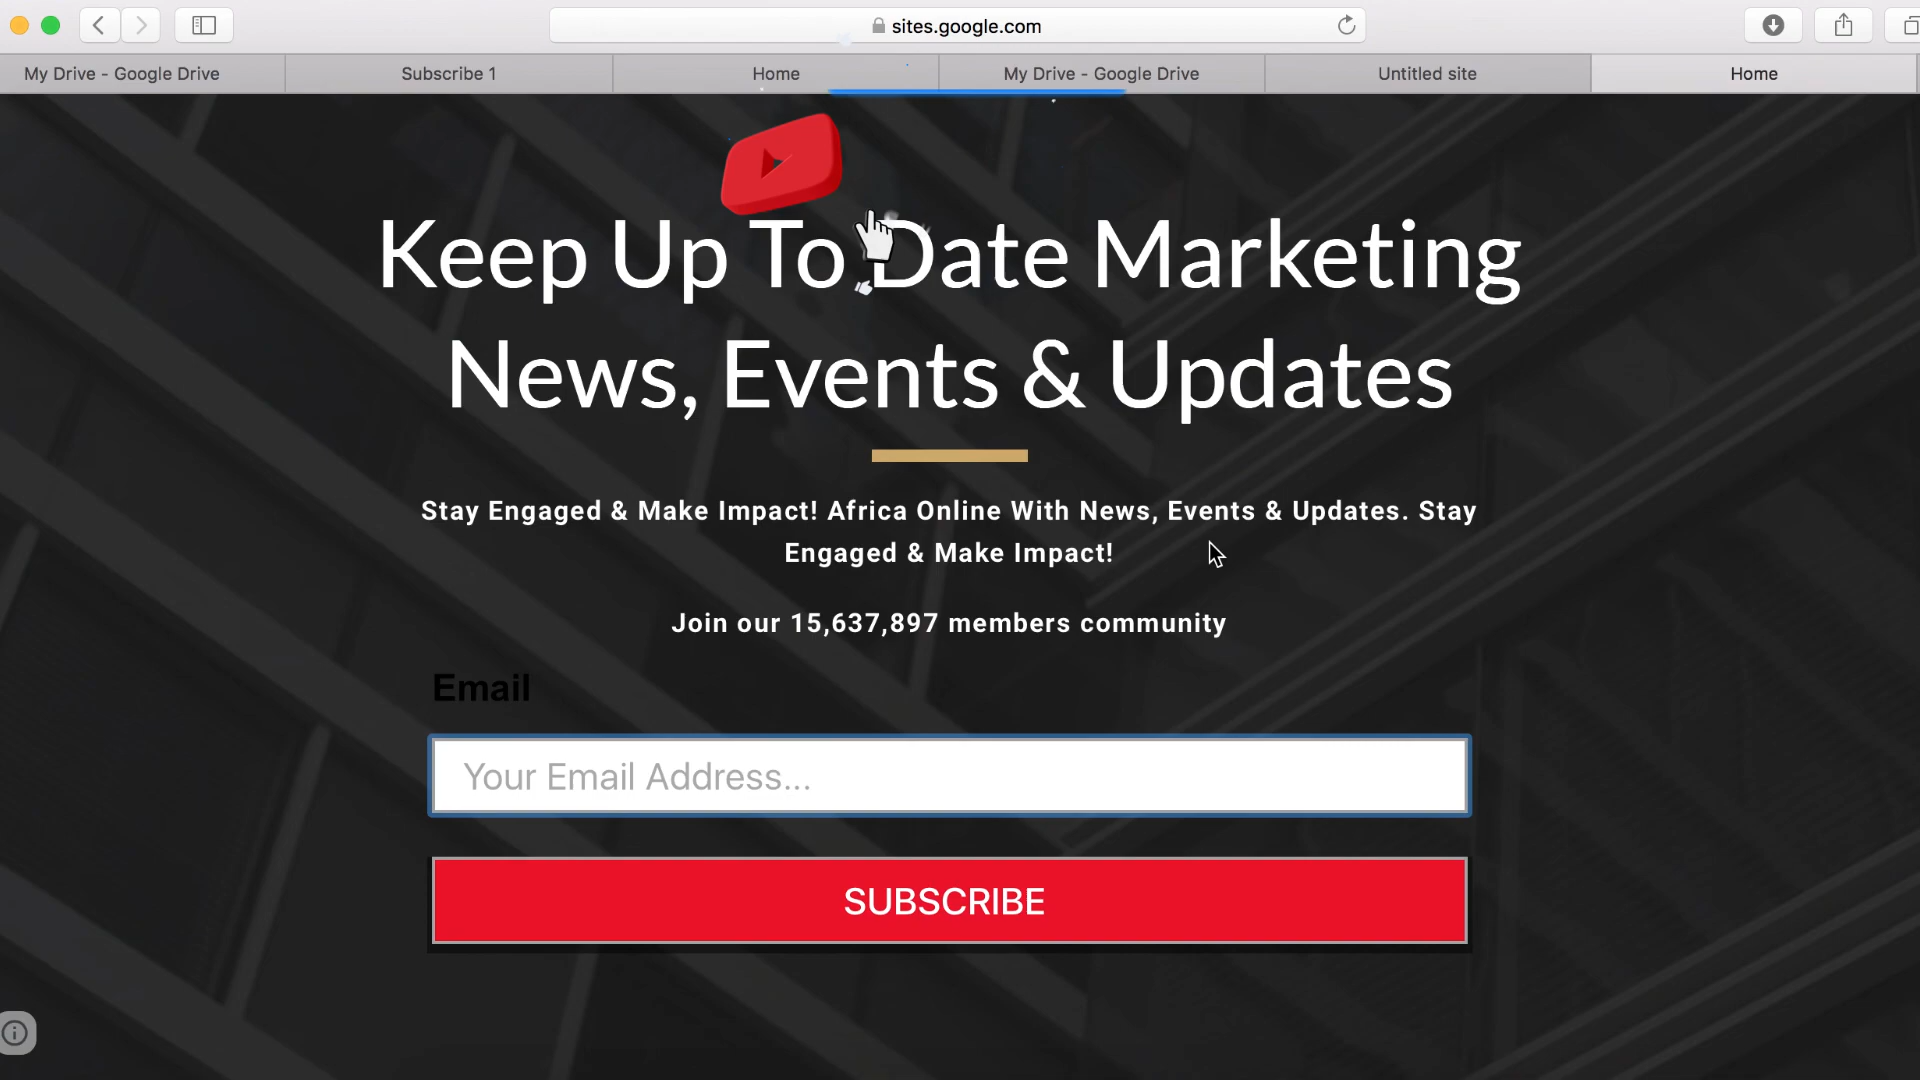 sites.google.com
My Drive - Google Drive
Subscribe 1
Home
My Drive - Google Drive
Untitled site
Home
Keep Up To Date Marketing
News, Events & Updates
Stay Engaged & Make Impact! Africa Online With News, Events & Updates. Stay
Engaged & Make Impact!
Join our 15,637,897 members community
Email
Your Email Address...
SUBSCRIBE